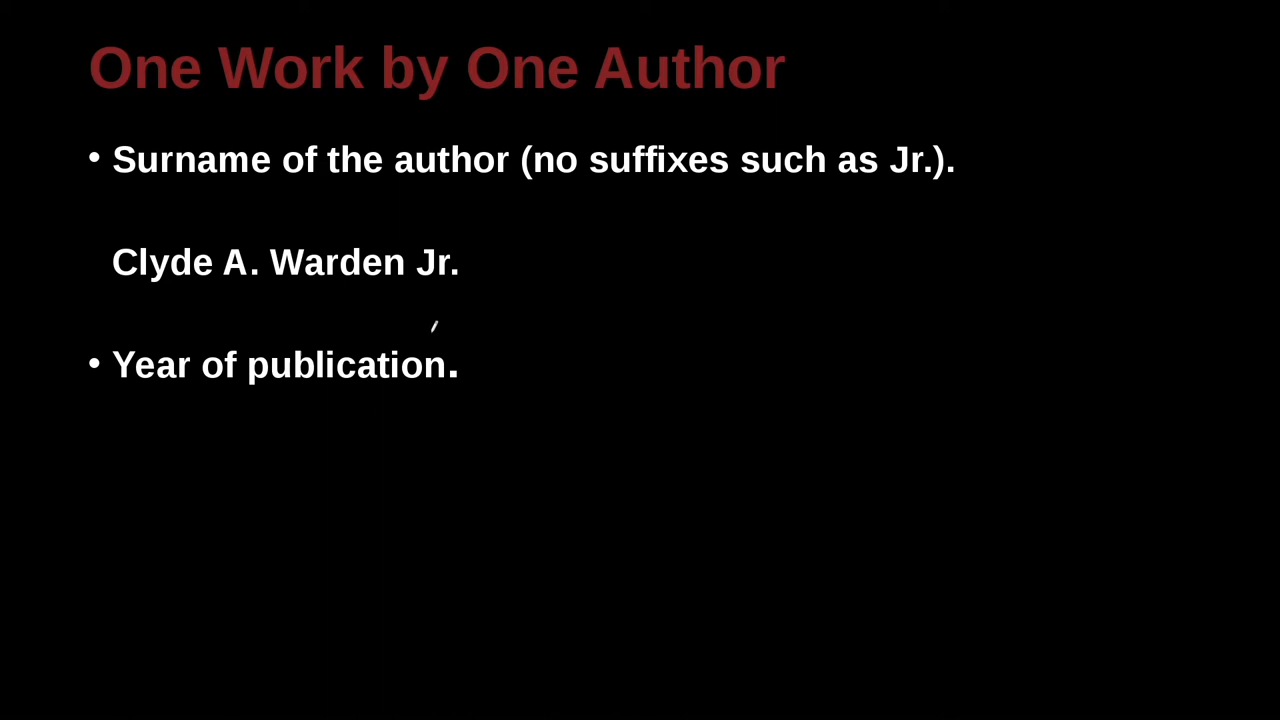 One Work by One Author
• Surname of the author (no suffixes such as Jr.).
Clyde A. Warden Jr.
• Year of publication.